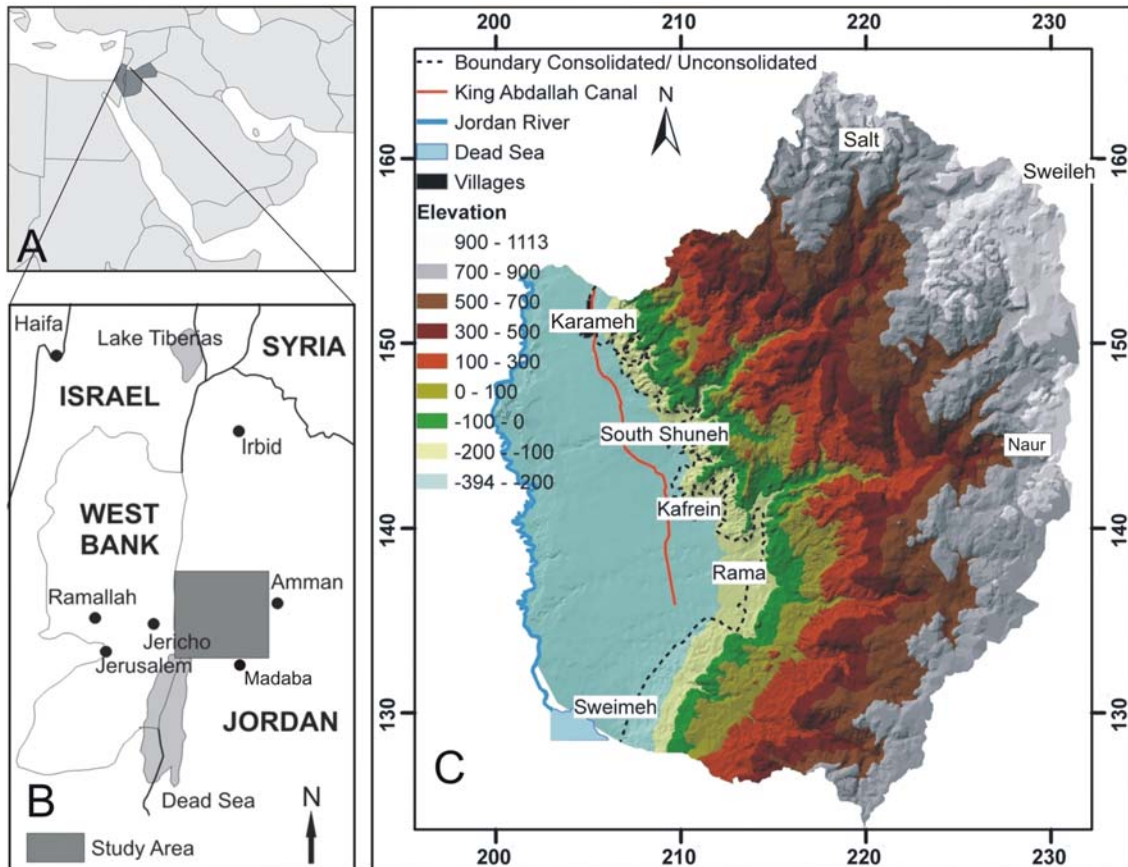 A
Haifa
Lake Tiberias
SYRIA
ISRAEL
Irbid
WEST
BANK
Ramallah
Amman
Jericho
Jerusalem
Madaba
JORDAN
B
Dead Sea
N
Study Area
200 210 220 230
Boundary Consolidated/ Unconsolidated
King Abdallah Canal
Jordan River
Dead Sea
Villages
Elevation
900 - 1113
700 - 900
500 - 700
300 - 500
100 - 300
0 - 100
-100 - 0
-200 - -100
-394 - -200
N
Salt
Sweileh
Karameh
South Shuneh
Naur
Kafrein
Rama
Sweimeh
C
160
150
140
130
160
150
140
130
200 210 220 230